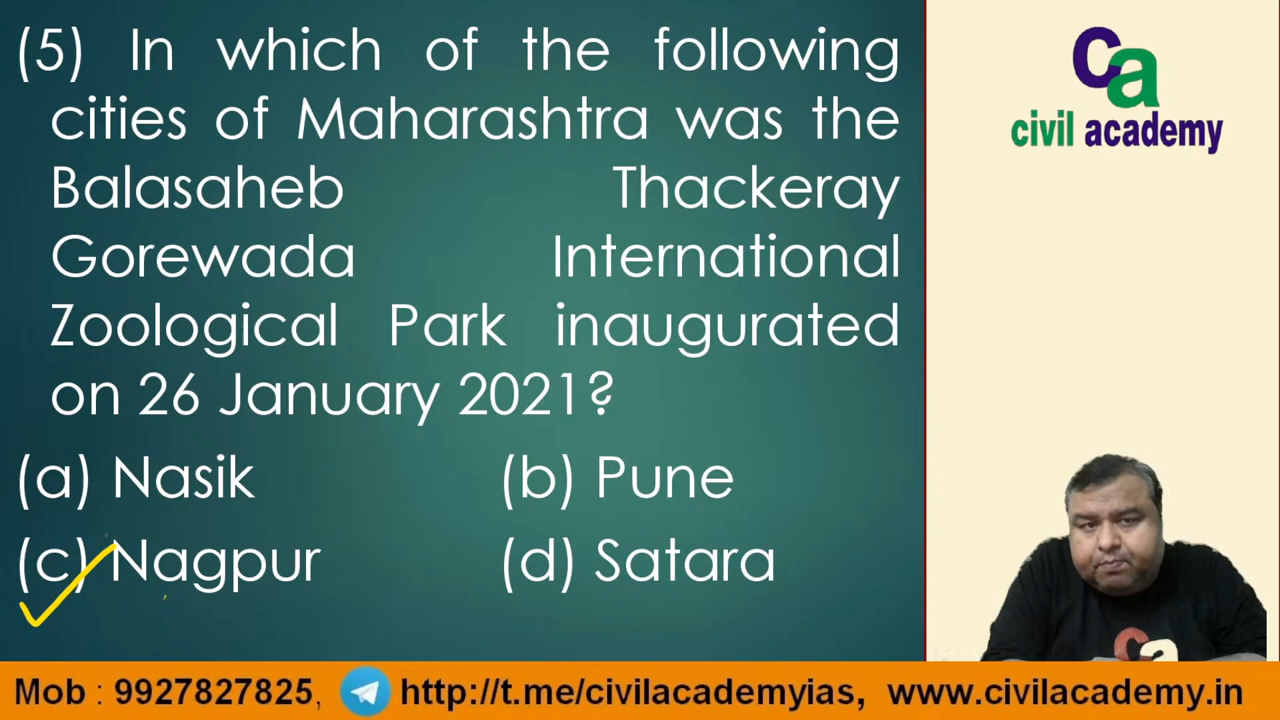 (5) In which of the following
cities of Maharashtra was the
Balasaheb Thackeray
Gorewada International
Zoological Park inaugurated
on 26 January 2021?
(a) Nasik (b) Pune
(c) Nagpur (d) Satara
ca
civil academy
ca
Mob : 9927827825, http://t.me/civilacademyias, www.civilacademy.in